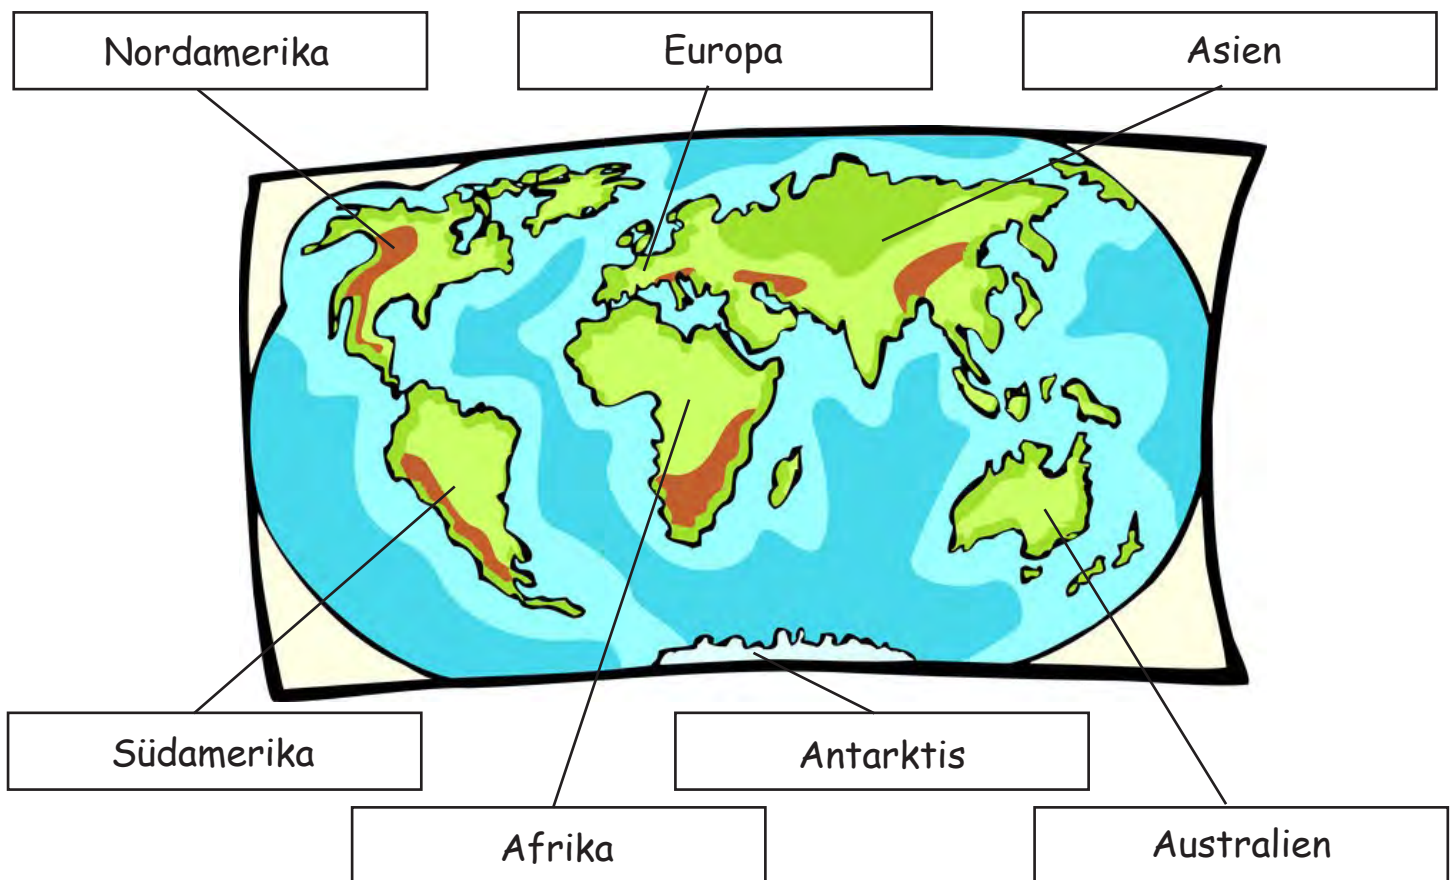 Nordamerika
Europa
Asien
Südamerika
Antarktis
Afrika
Australien